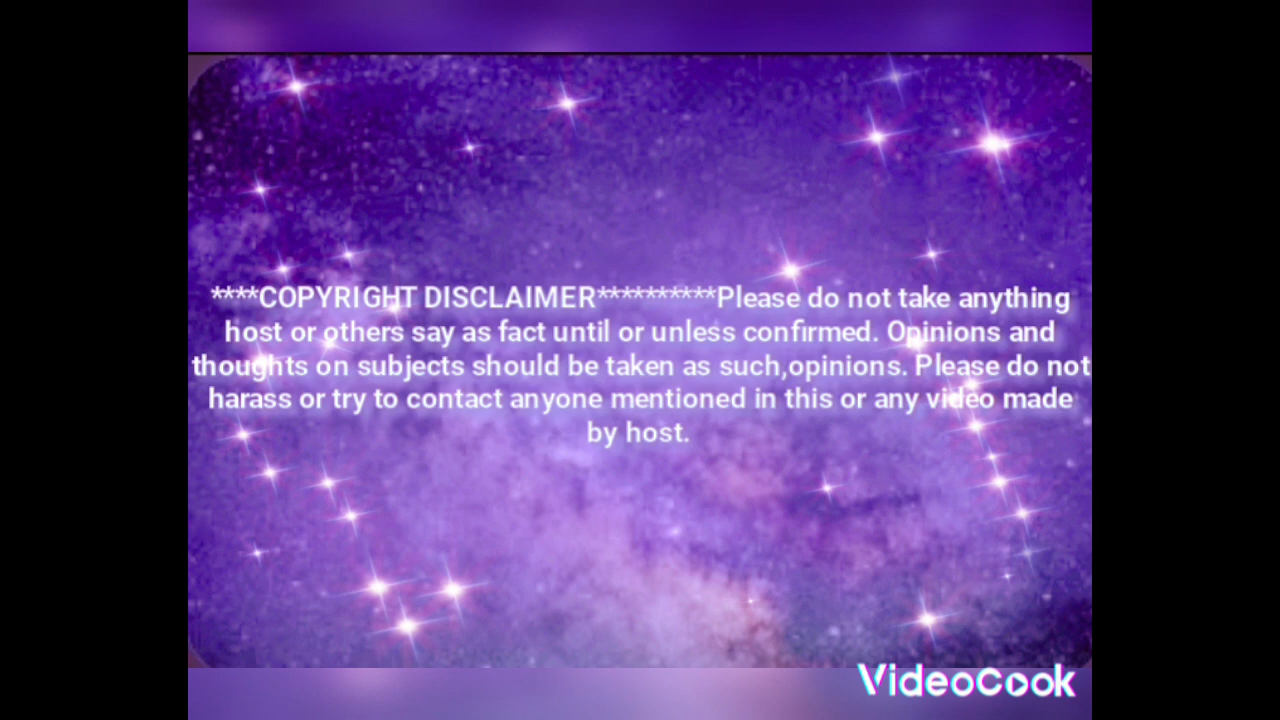 ****COPYRIGHT DISCLAIMER**********Please do not take anything
host or others say as fact until or unless confirmed. Opinions and
thoughts on subjects should be taken as such,opinions. Please do not
harass or try to contact anyone mentioned in this or any video made
by host.
VideoCook